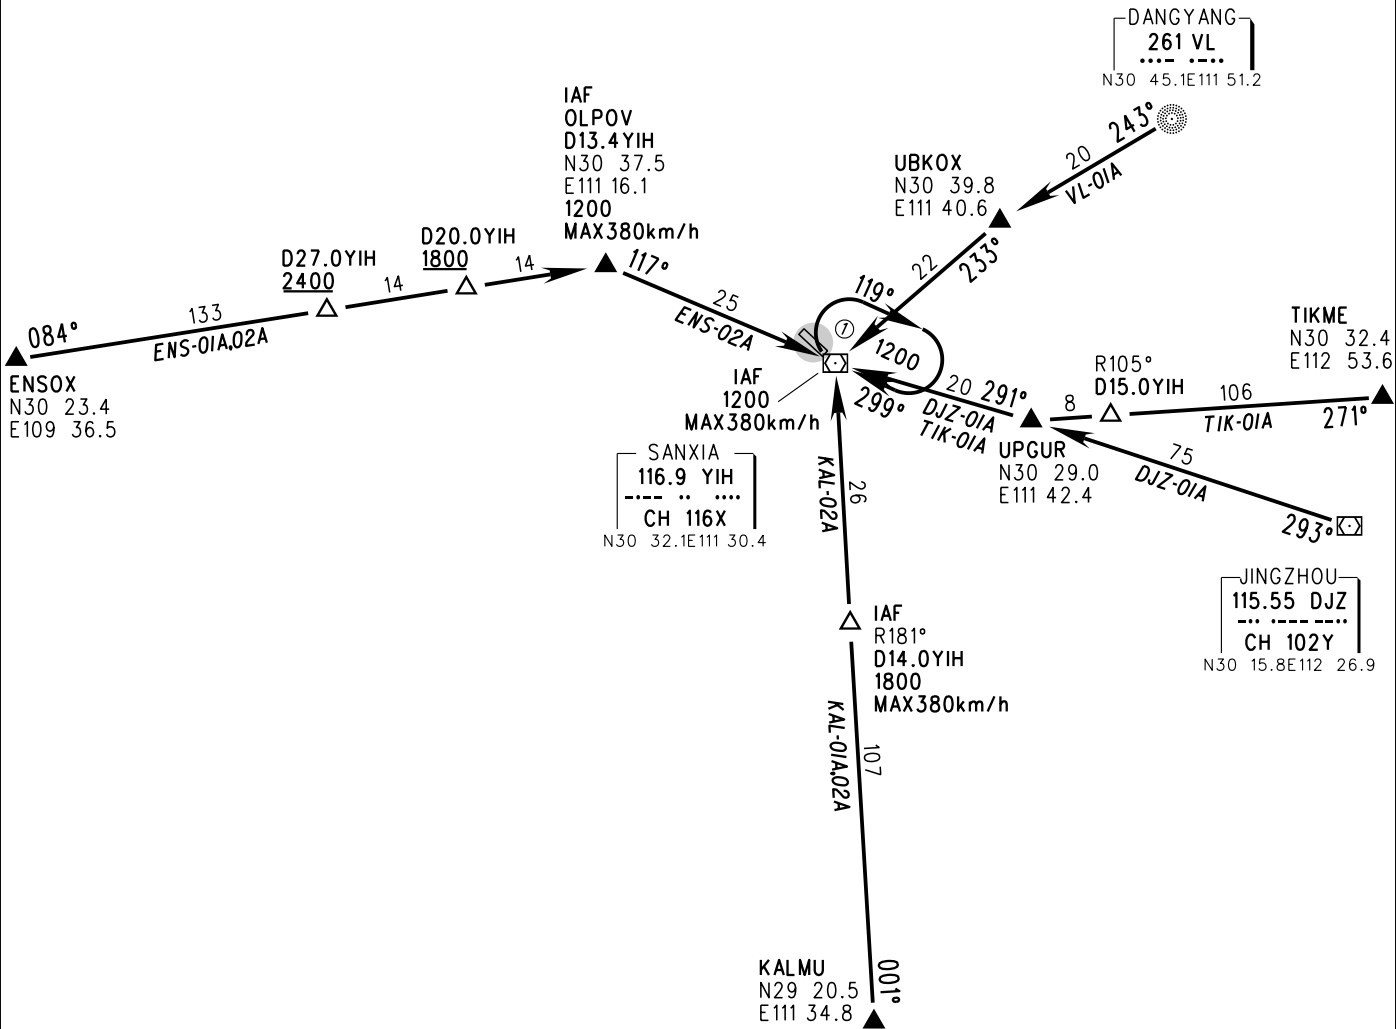 DANGYANG
261 VL
N30 45.1E111 51.2
243°
20
VL-01A
IAF
OLPOV
D13.4YIH
N30 37.5
E111 16.1
1200
MAX380km/h
UBKOX
N30 39.8
E111 40.6
D27.0YIH
2400
D20.0YIH
1800
14
14
133
084°
ENS-01A,02A
ENSOX
N30 23.4
E109 36.5
117°
25
ENS-02A
22
233°
119°
1
1200
IAF
1200
MAX380km/h
299°
20
291°
DJZ-01A
TIK-01A
UPGUR
N30 29.0
E111 42.4
8
R105°
D15.0YIH
106
TIK-01A
271°
TIKME
N30 32.4
E112 53.6
75
DJZ-01A
293°
SANXIA
116.9 YIH
CH 116X
N30 32.1E111 30.4
JINGZHOU
115.55 DJZ
CH 102Y
N30 15.8E112 26.9
KAL-02A
26
IAF
R181°
D14.0YIH
1800
MAX380km/h
KAL-01A,02A
107
001°
KALMU
N29 20.5
E111 34.8